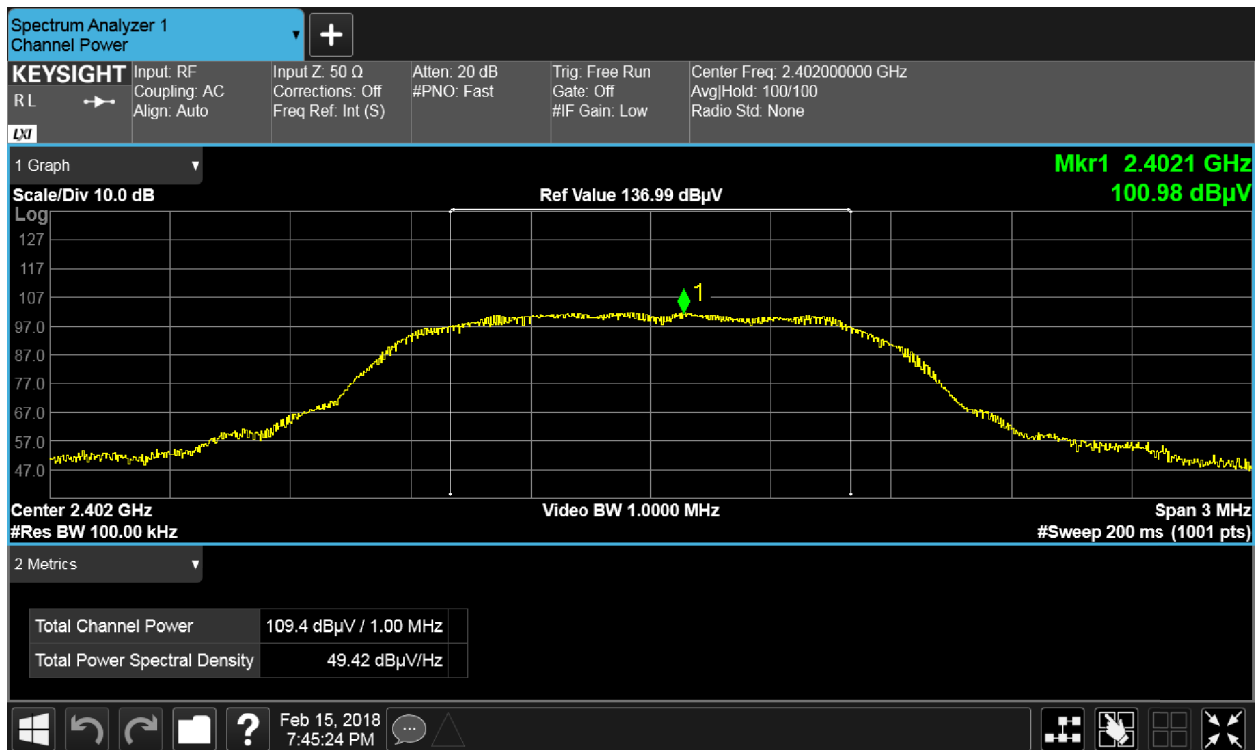 Spectrum Analyzer 1
Channel Power
+
KEYSIGHT Input: RF Input Z: 50 Ω Atten: 20 dB Trig: Free Run Center Freq: 2.402000000 GHz
R L Coupling: AC Corrections: Off #PNO: Fast Gate: Off Avg|Hold: 100/100
Align: Auto Freq Ref: Int (S) #IF Gain: Low Radio Std: None
LXI
1 Graph Mkr1 2.4021 GHz
Scale/Div 10.0 dB Ref Value 136.99 dBµV 100.98 dBµV
Log
127
117
107
1
97.0
87.0
77.0
67.0
57.0
47.0
Center 2.402 GHz Video BW 1.0000 MHz Span 3 MHz
#Res BW 100.00 kHz #Sweep 200 ms (1001 pts)
2 Metrics
Total Channel Power 109.4 dBµV / 1.00 MHz
Total Power Spectral Density 49.42 dBµV/Hz
? Feb 15, 2018
7:45:24 PM